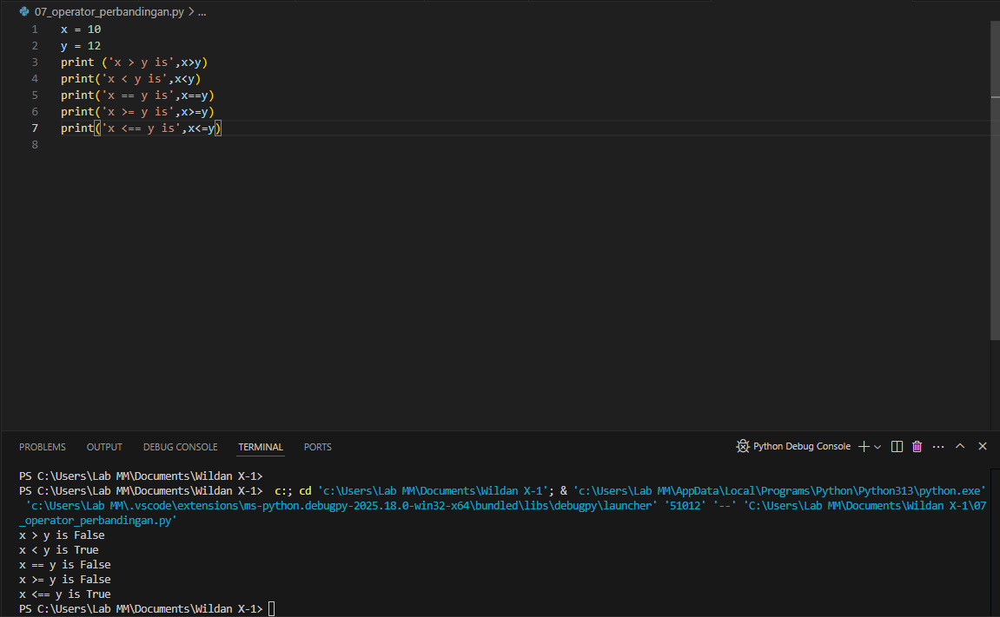 07_operator_perbandingan.py > ...
1 x = 10
2 y = 12
3 print ('x > y is',x>y)
4 print('x < y is',x<y)
5 print('x == y is',x==y)
6 print('x >= y is',x>=y)
7 print('x <== y is',x<=y)
8
PROBLEMS OUTPUT DEBUG CONSOLE TERMINAL PORTS Python Debug Console
PS C:\Users\Lab MM\Documents\Wildan X-1>
PS C:\Users\Lab MM\Documents\Wildan X-1>  c:; cd 'c:\Users\Lab MM\Documents\Wildan X-1'; & 'c:\Users\Lab MM\AppData\Local\Programs\Python\Python313\python.exe'
'c:\Users\Lab MM\.vscode\extensions\ms-python.debugpy-2025.18.0-win32-x64\bundled\libs\debugpy\launcher' '51012' '--' 'C:\Users\Lab MM\Documents\Wildan X-1\07
_operator_perbandingan.py'
x > y is False
x < y is True
x == y is False
x >= y is False
x <== y is True
PS C:\Users\Lab MM\Documents\Wildan X-1>